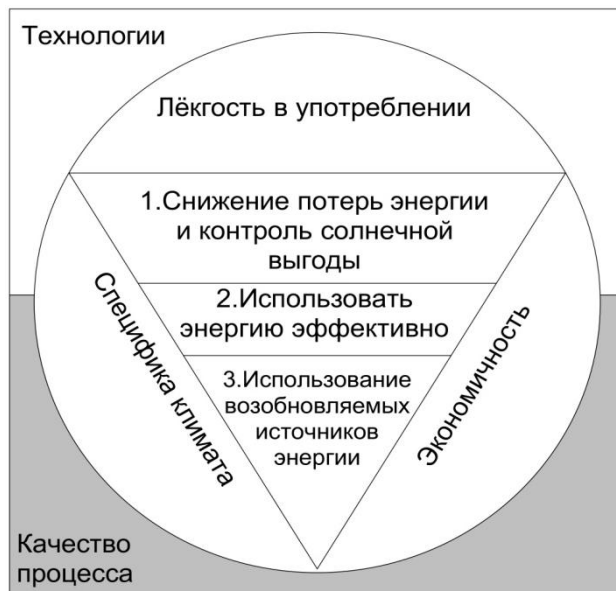 Технологии
Лёкгость в употреблении
1.Снижение потерь энергии
и контроль солнечной
выгоды
2.Использовать
энергию эффективно
3.Использование
возобновляемых
источников
энергии
Специфика климата
Экономичность
Качество
процесса